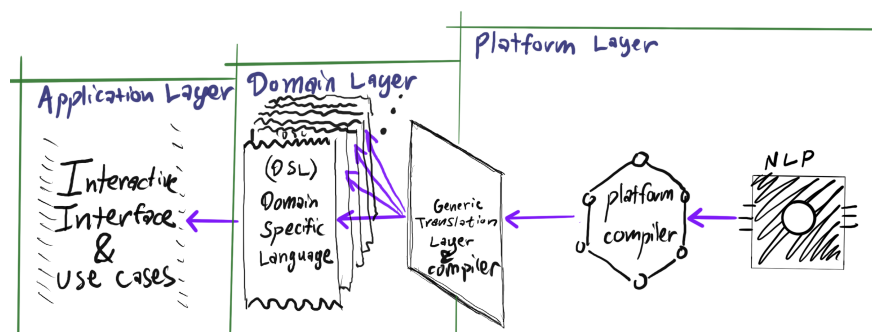 Platform Layer
Domain Layer
Application Layer
Interactive
Interface
&
use cases
(DSL)
Domain
Specific
Language
Generic
Translation
Layer
&
compiler
platform
compiler
NLP